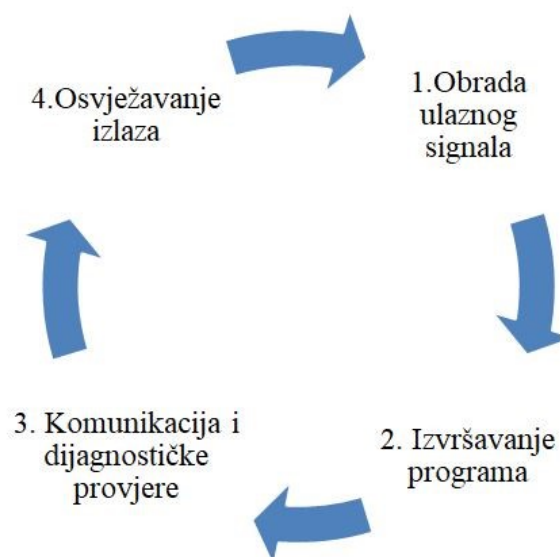 1.Obrada
ulaznog
signala
2. Izvršavanje
programa
3. Komunikacija i
dijagnostičke
provjere
4.Osvježavanje
izlaza